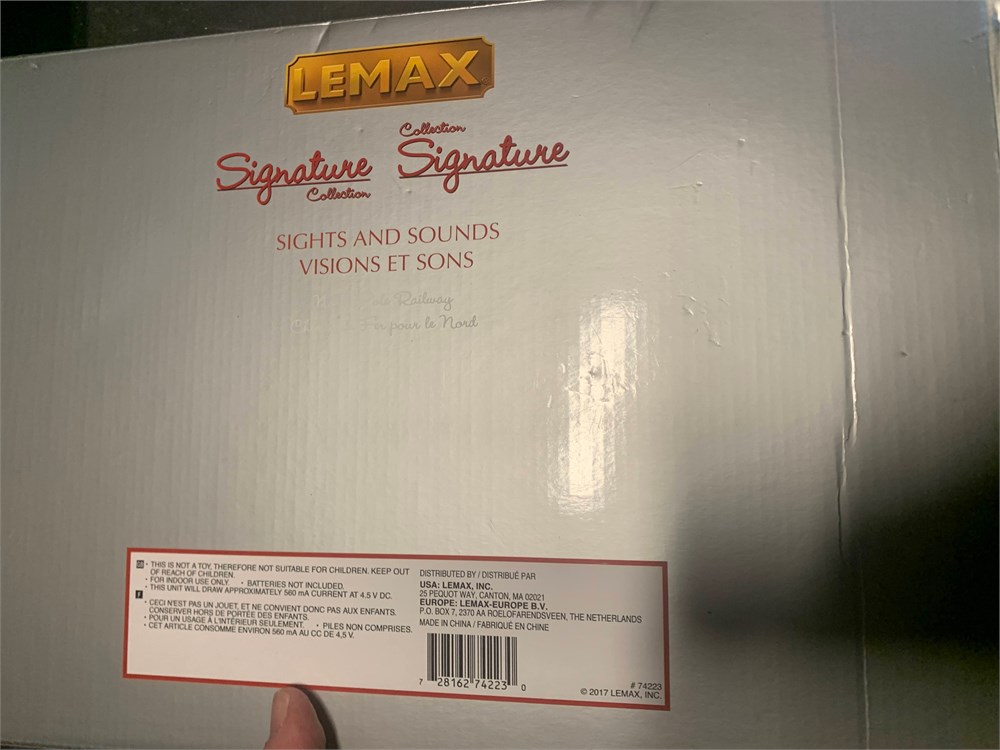 LEMAX
Signature
Collection
Collection
Signature
SIGHTS AND SOUNDS
VISIONS ET SONS
Railway
pour le Nord
GB • THIS IS NOT A TOY, THEREFORE NOT SUITABLE FOR CHILDREN. KEEP OUT
OF REACH OF CHILDREN.
• FOR INDOOR USE ONLY. • BATTERIES NOT INCLUDED.
• THIS UNIT WILL DRAW APPROXIMATELY 560 mA CURRENT AT 4.5 V DC.
F
• CECI N'EST PAS UN JOUET, ET NE CONVIENT DONC PAS AUX ENFANTS.
CONSERVER HORS DE PORTÉE DES ENFANTS.
• POUR UN USAGE À L'INTÉRIEUR SEULEMENT. • PILES NON COMPRISES.
• CET ARTICLE CONSOMME ENVIRON 560 mA AU CC DE 4,5 V.
DISTRIBUTED BY / DISTRIBUÉ PAR
USA: LEMAX, INC.
25 PEQUOT WAY, CANTON, MA 02021
EUROPE: LEMAX-EUROPE B.V.
P.O. BOX 7, 2370 AA ROELOFARENDSVEEN, THE NETHERLANDS
MADE IN CHINA / FABRIQUÉ EN CHINE
7 28162 74223 0
# 74223
© 2017 LEMAX, INC.